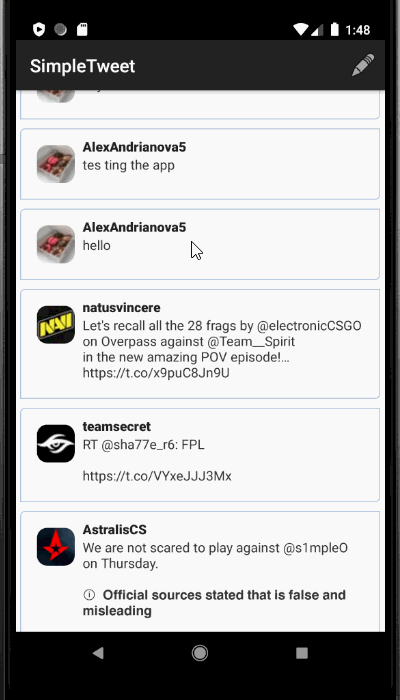 1:48
SimpleTweet
AlexAndrianova5
tes ting the app
AlexAndrianova5
hello
natusvincere
Let's recall all the 28 frags by @electronicCSGO
on Overpass against @Team__Spirit
in the new amazing POV episode!…
https://t.co/x9puC8Jn9U
teamsecret
RT @sha77e_r6: FPL
https://t.co/VYxeJJJ3Mx
AstralisCS
We are not scared to play against @s1mpleO
on Thursday.
ⓘ Official sources stated that is false and
misleading